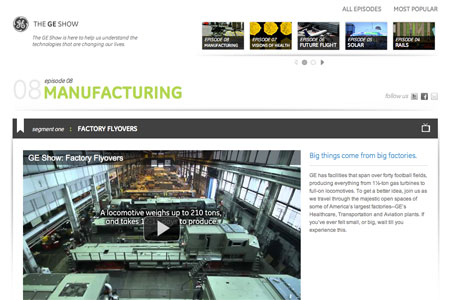 ALL EPISODES MOST POPULAR
THE GE SHOW
The GE Show is here to help us understand the
technologies that are changing our lives.
EPISODE 08
MANUFACTURING
EPISODE 07
VISIONS OF HEALTH
EPISODE 06
FUTURE FLIGHT
EPISODE 05
SOLAR
EPISODE 04
RAILS
08 episode 08
MANUFACTURING
follow us
segment one : FACTORY FLYOVERS
GE Show: Factory Flyovers
A locomotive weighs up to 210 tons,
and takes to produce.
Big things come from big factories.
GE has facilities that span over forty football fields,
producing everything from 1½-ton gas turbines to
full-on locomotives. To get a better idea, join us as
we travel through the majestic open spaces of
some of America's largest factories–GE's
Healthcare, Transportation and Aviation plants. If
you've ever felt small, or big, wait till you
experience this.